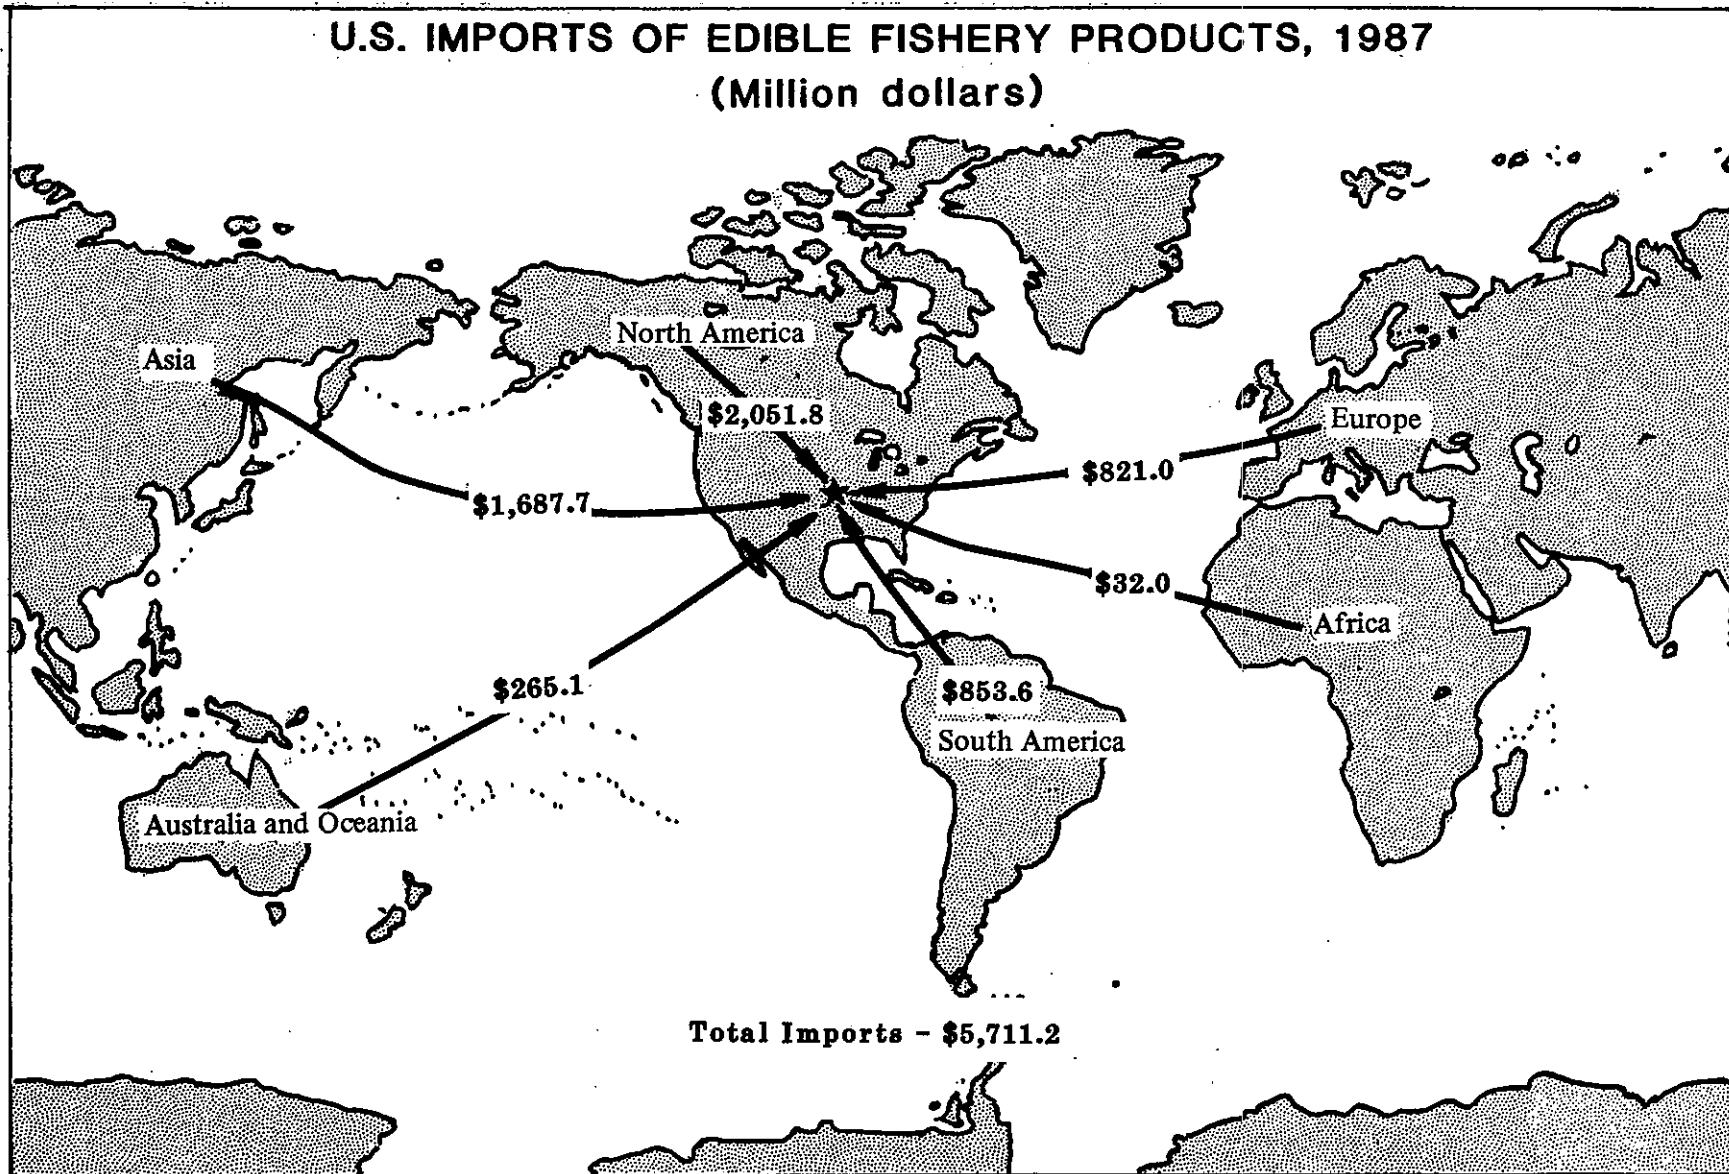 U.S. IMPORTS OF EDIBLE FISHERY PRODUCTS, 1987
(Million dollars)
North America
Asia
$2,051.8
Europe
$821.0
$1,687.7
$32.0
Africa
$265.1
$853.6
South America
Australia and Oceania
Total Imports - $5,711.2